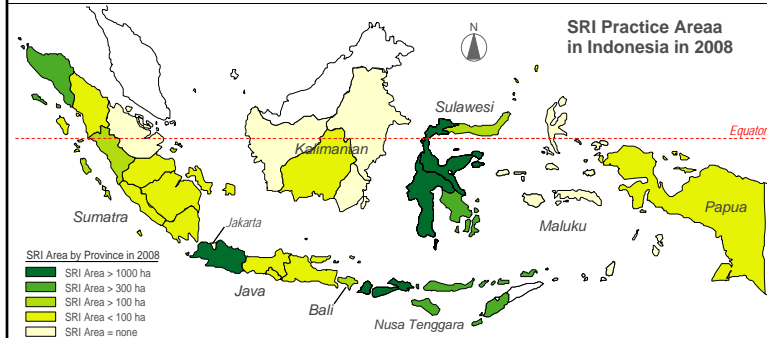 SRI Practice Areaa
in Indonesia in 2008
N
Sulawesi
Equator
Kalimantan
Sumatra
Jakarta
Maluku
Papua
SRI Area by Province in 2008
SRI Area > 1000 ha
SRI Area > 300 ha
SRI Area > 100 ha
SRI Area < 100 ha
SRI Area = none
Java
Bali
Nusa Tenggara